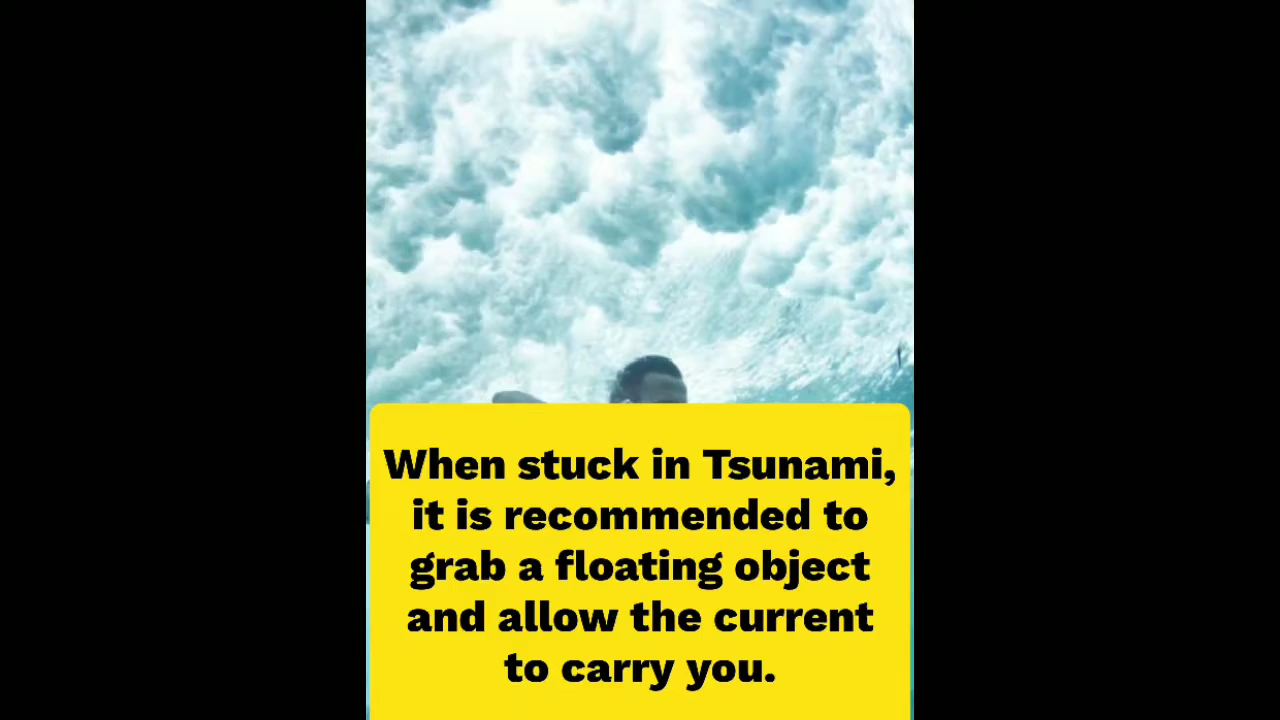 When stuck in Tsunami,
it is recommended to
grab a floating object
and allow the current
to carry you.